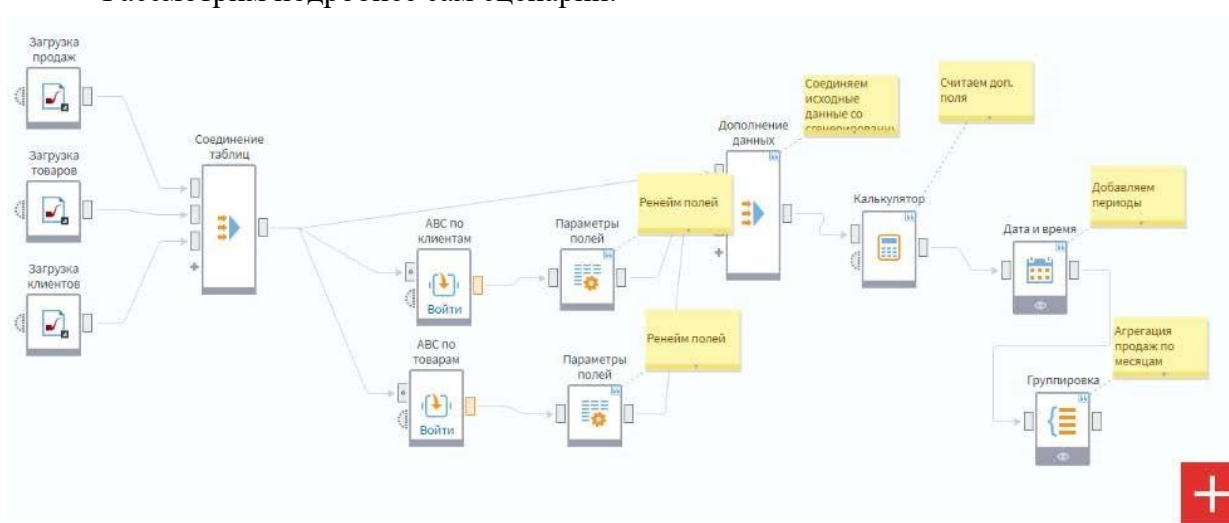 Загрузка
продаж
Загрузка
товаров
Загрузка
клиентов
Соединение
таблиц
ABC по
клиентам
Войти
ABC по
товарам
Войти
Параметры
полей
Ренейм полей
Параметры
полей
Ренейм полей
Дополнение
данных
Соединяем
исходные
данные со
Калькулятор
Считаем доп.
поля
Дата и время
Добавляем
периоды
Группировка
Агрегация
продаж по
месяцам